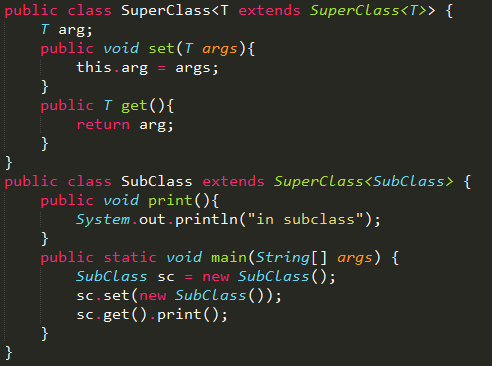 public class SuperClass<T extends SuperClass<T>> {
    T arg;
    public void set(T args){
        this.arg = args;
    }
    public T get(){
        return arg;
    }
}
public class SubClass extends SuperClass<SubClass> {
    public void print(){
        System.out.println("in subclass");
    }
    public static void main(String[] args) {
        SubClass sc = new SubClass();
        sc.set(new SubClass());
        sc.get().print();
    }
}